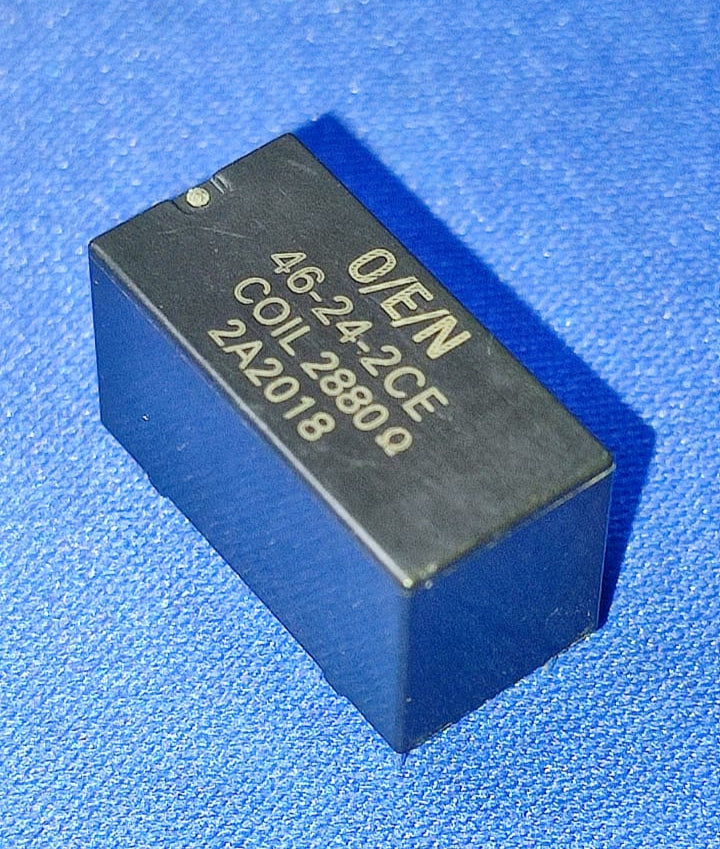 O/E/N
46-24-2CE
COIL 2880Ω
2A2018